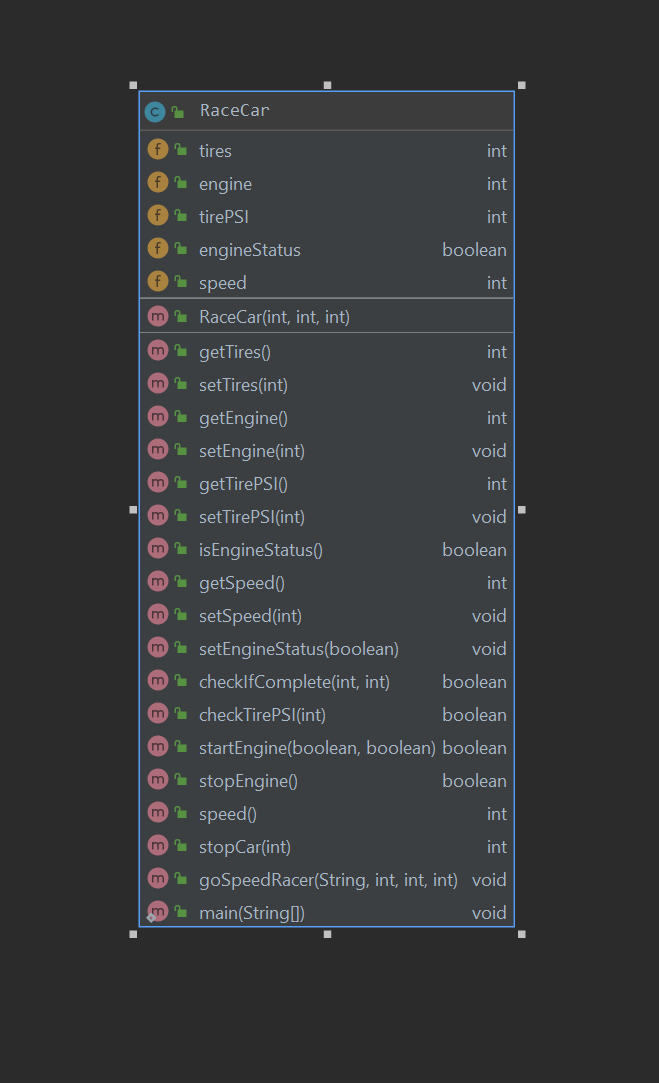 C RaceCar
f tires int
f engine int
f tirePSI int
f engineStatus boolean
f speed int
m RaceCar(int, int, int)
m getTires() int
m setTires(int) void
m getEngine() int
m setEngine(int) void
m getTirePSI() int
m setTirePSI(int) void
m isEngineStatus() boolean
m getSpeed() int
m setSpeed(int) void
m setEngineStatus(boolean) void
m checkIfComplete(int, int) boolean
m checkTirePSI(int) boolean
m startEngine(boolean, boolean) boolean
m stopEngine() boolean
m speed() int
m stopCar(int) int
m goSpeedRacer(String, int, int, int) void
m main(String[]) void